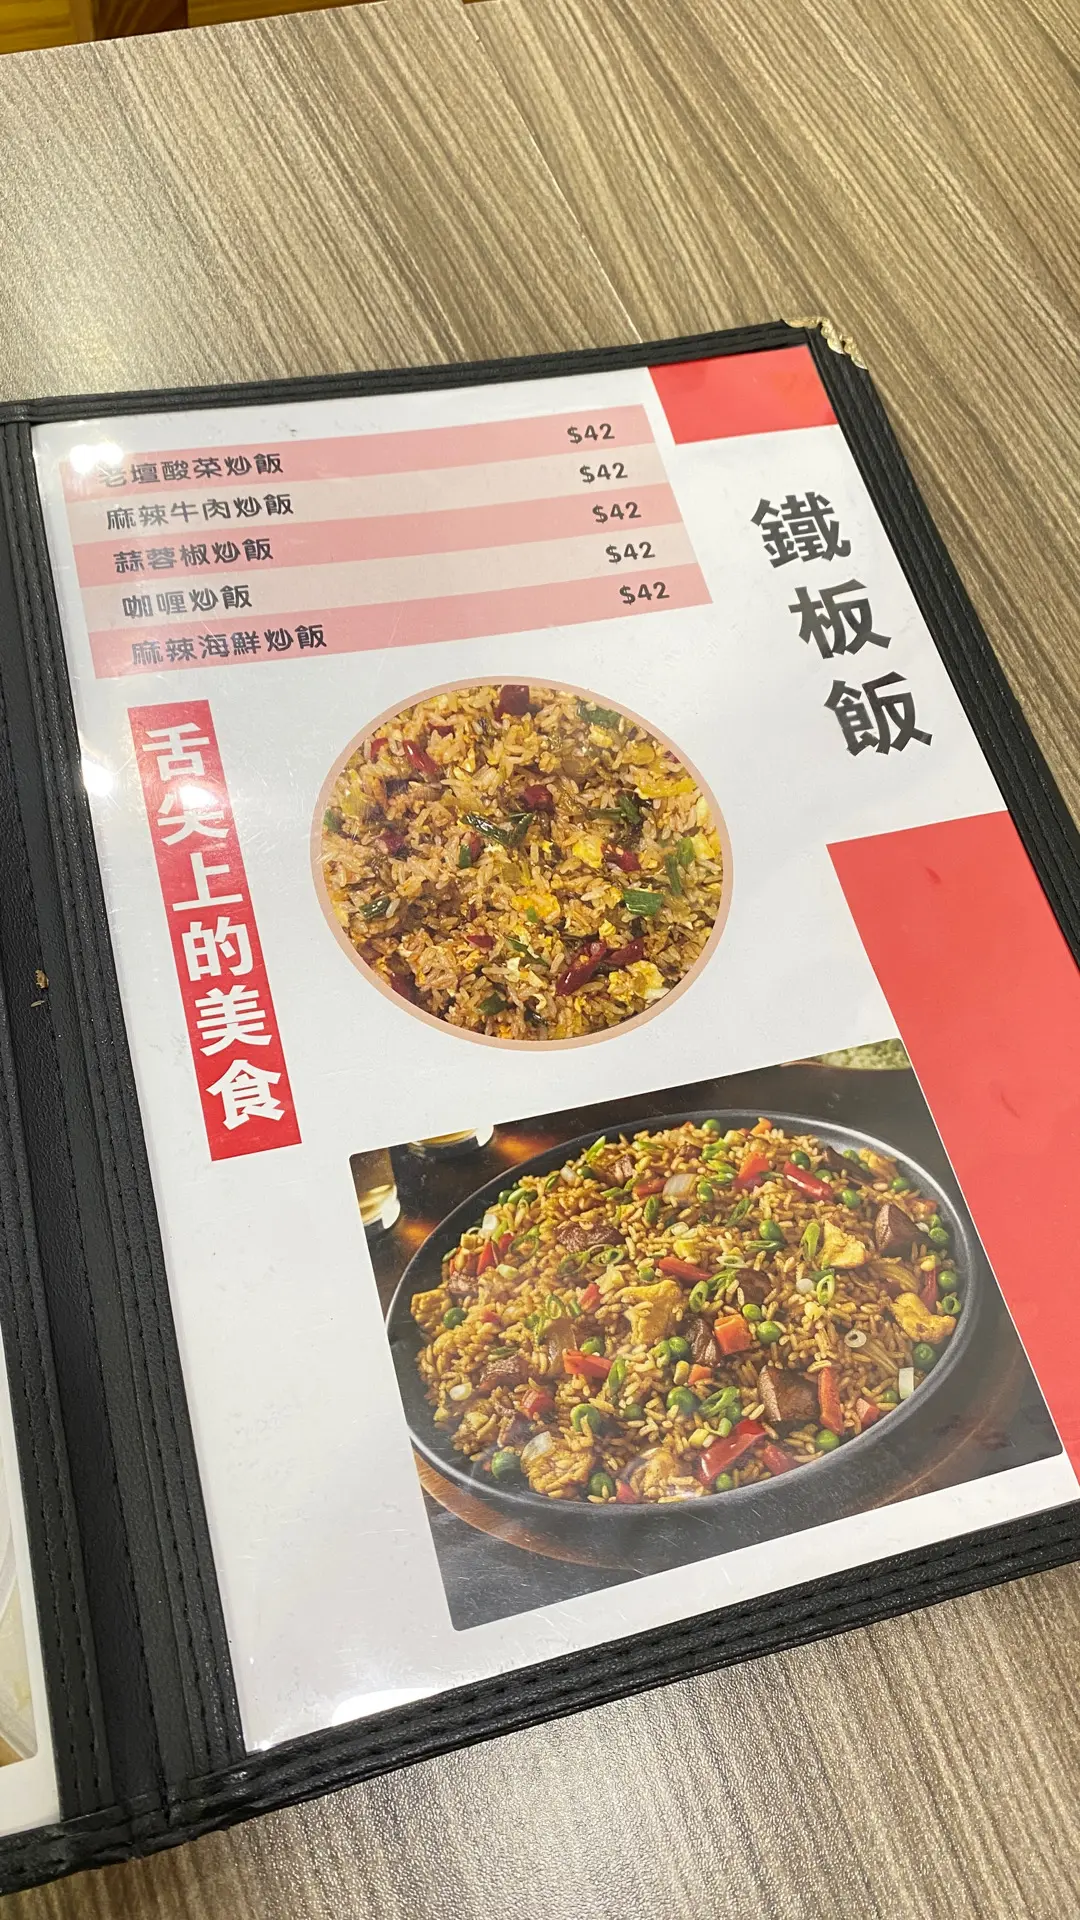 老壇酸菜炒飯 $42
麻辣牛肉炒飯 $42
蒜蓉椒炒飯 $42
咖喱炒飯 $42
麻辣海鮮炒飯 $42
鐵板飯
舌尖上的美食